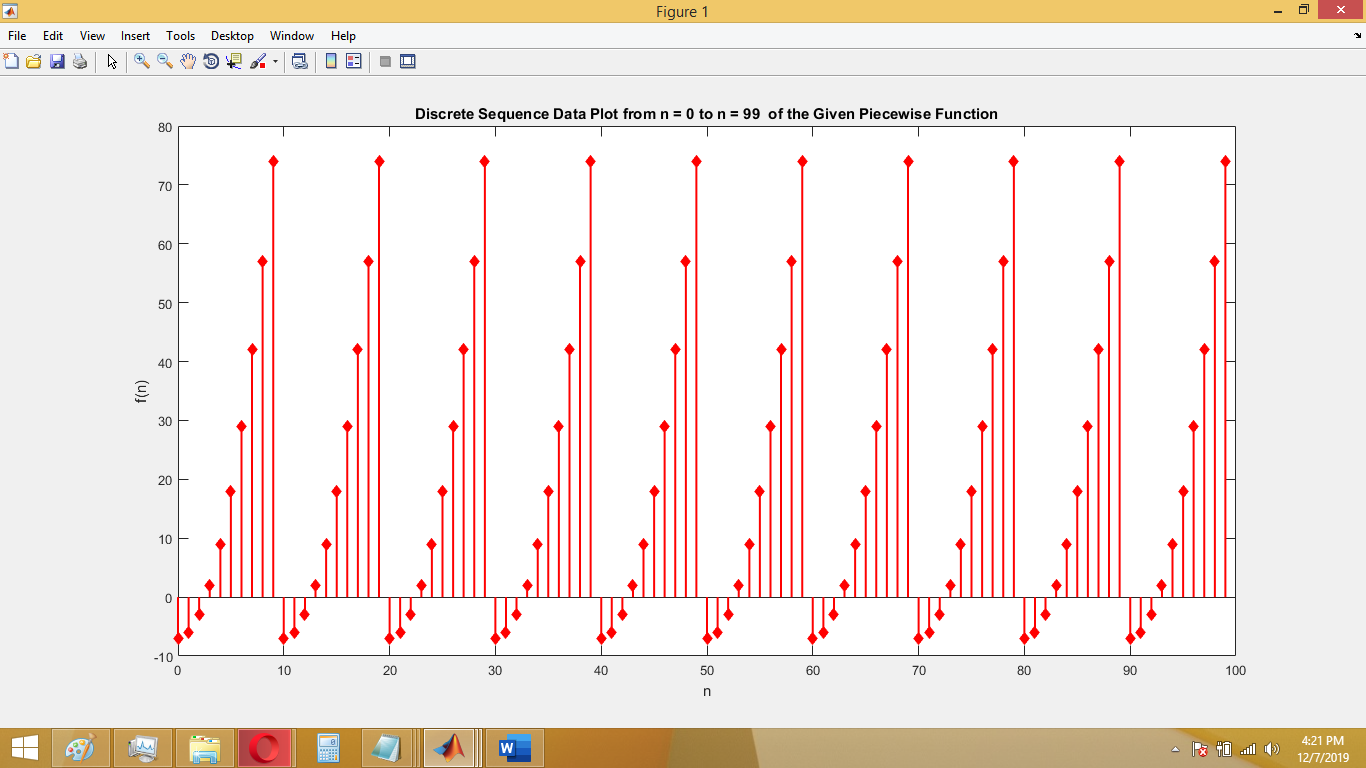 Figure 1
File Edit View Insert Tools Desktop Window Help
Discrete Sequence Data Plot from n = 0 to n = 99  of the Given Piecewise Function
80
70
60
50
40
30
20
10
0
-10
f(n)
0 10 20 30 40 50 60 70 80 90 100
n
4:21 PM
12/7/2019